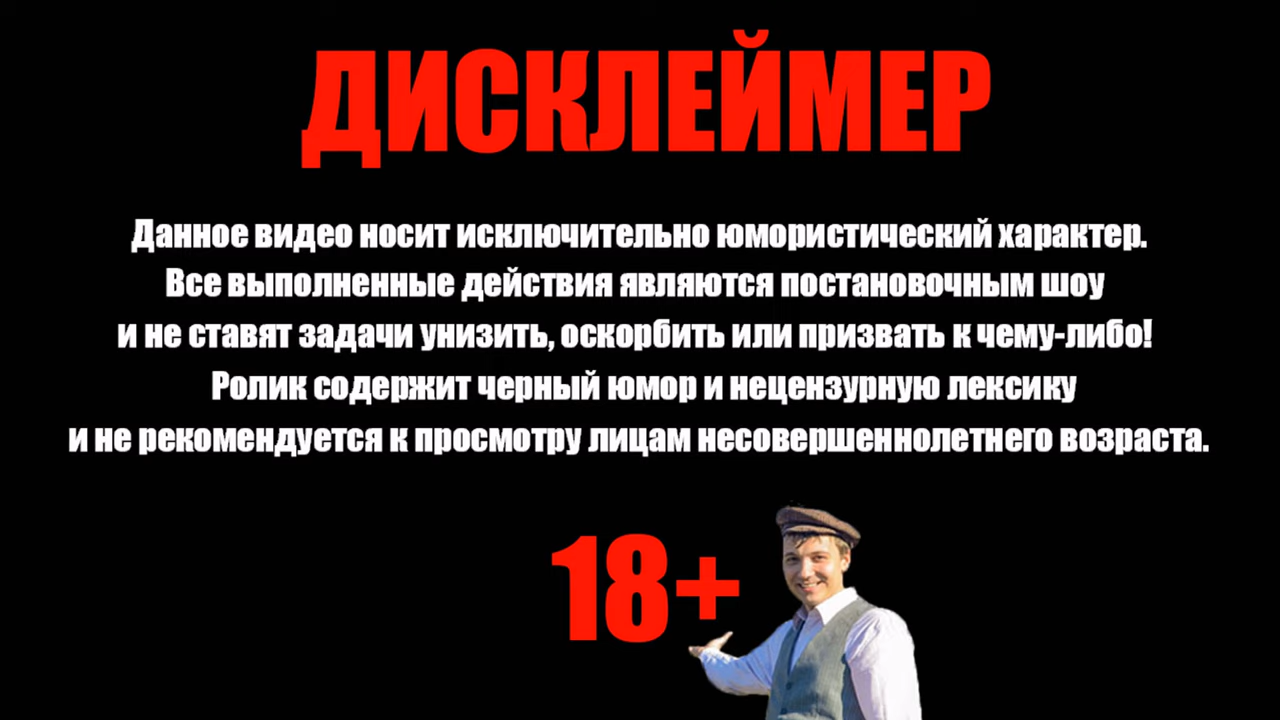 ДИСКЛЕЙМЕР
Данное видео носит исключительно юмористический характер.
Все выполненные действия являются постановочным шоу
и не ставят задачи унизить, оскорбить или призвать к чему-либо!
Ролик содержит черный юмор и нецензурную лексику
и не рекомендуется к просмотру лицам несовершеннолетнего возраста.
18+